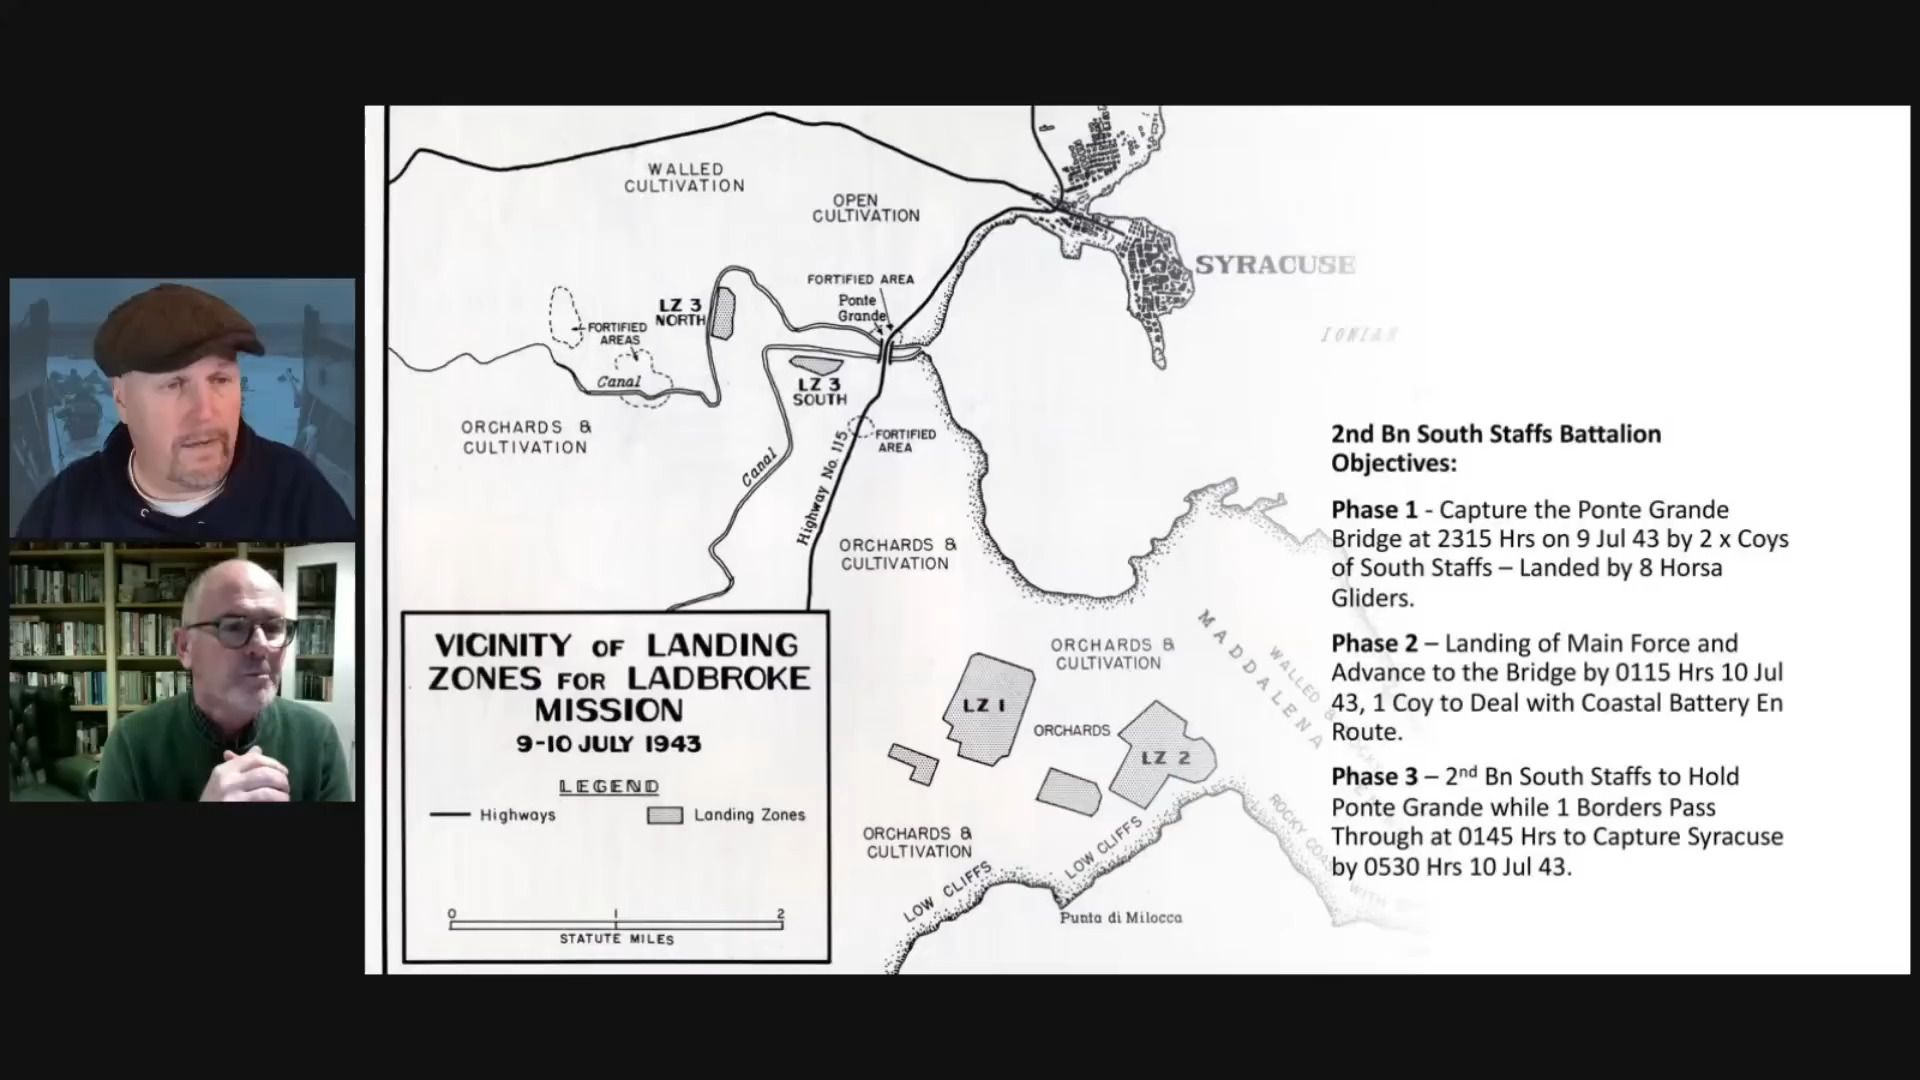 WALLED
CULTIVATION
OPEN
CULTIVATION
SYRACUSE
FORTIFIED AREA
Ponte
Grande
LZ 3
NORTH
FORTIFIED
AREAS
IONIAN
Canal
LZ 3
SOUTH
ORCHARDS &
CULTIVATION
FORTIFIED
AREA
Canal
Highway No. 115
ORCHARDS &
CULTIVATION
MADDALENA
WALLED &
ROCKY
ORCHARDS &
CULTIVATION
LZ 1
ORCHARDS
LZ 2
ORCHARDS &
CULTIVATION
LOW CLIFFS
LOW CLIFFS
ROCKY COAST
WITH
Punta di Milocca
VICINITY OF LANDING
ZONES FOR LADBROKE
MISSION
9-10 JULY 1943
LEGEND
Highways
Landing Zones
0 1 2
STATUTE MILES
2nd Bn South Staffs Battalion
Objectives:
Phase 1 - Capture the Ponte Grande
Bridge at 2315 Hrs on 9 Jul 43 by 2 x Coys
of South Staffs – Landed by 8 Horsa
Gliders.
Phase 2 – Landing of Main Force and
Advance to the Bridge by 0115 Hrs 10 Jul
43, 1 Coy to Deal with Coastal Battery En
Route.
Phase 3 – 2nd Bn South Staffs to Hold
Ponte Grande while 1 Borders Pass
Through at 0145 Hrs to Capture Syracuse
by 0530 Hrs 10 Jul 43.